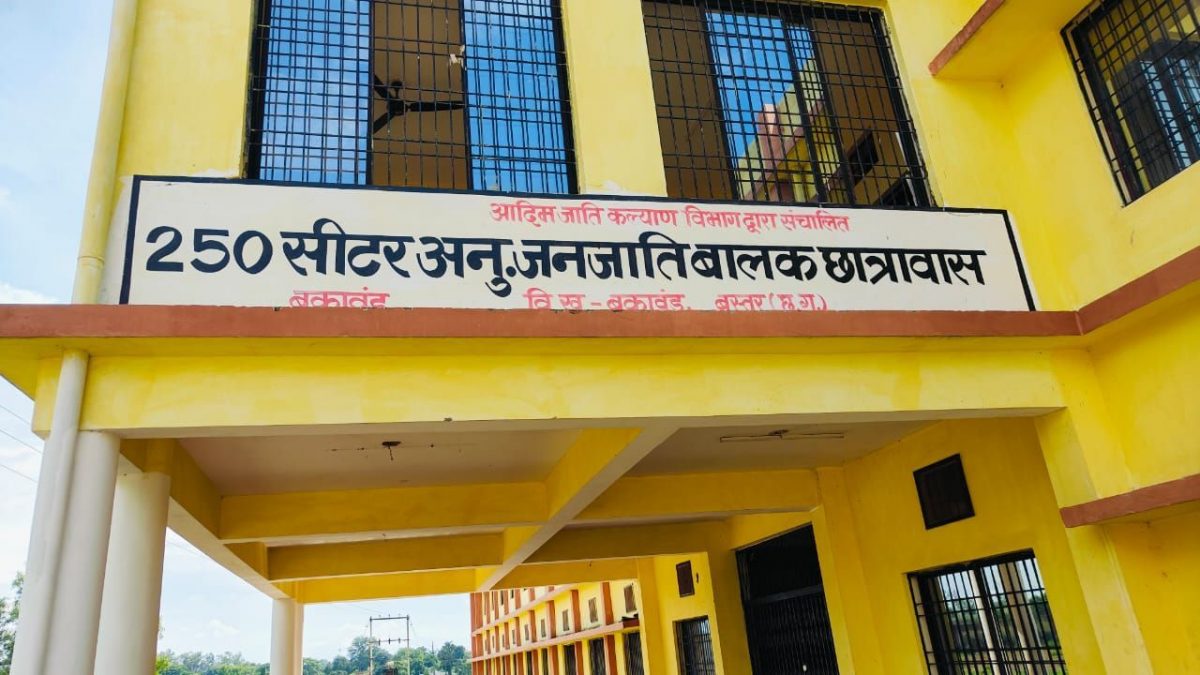 आदिम जाति कल्याण विभाग द्वारा संचालित
250 सीटर अनु.जनजाति बालक छात्रावास
बकावंड वि.ख.-बकावंड, बस्तर (छ.ग.)